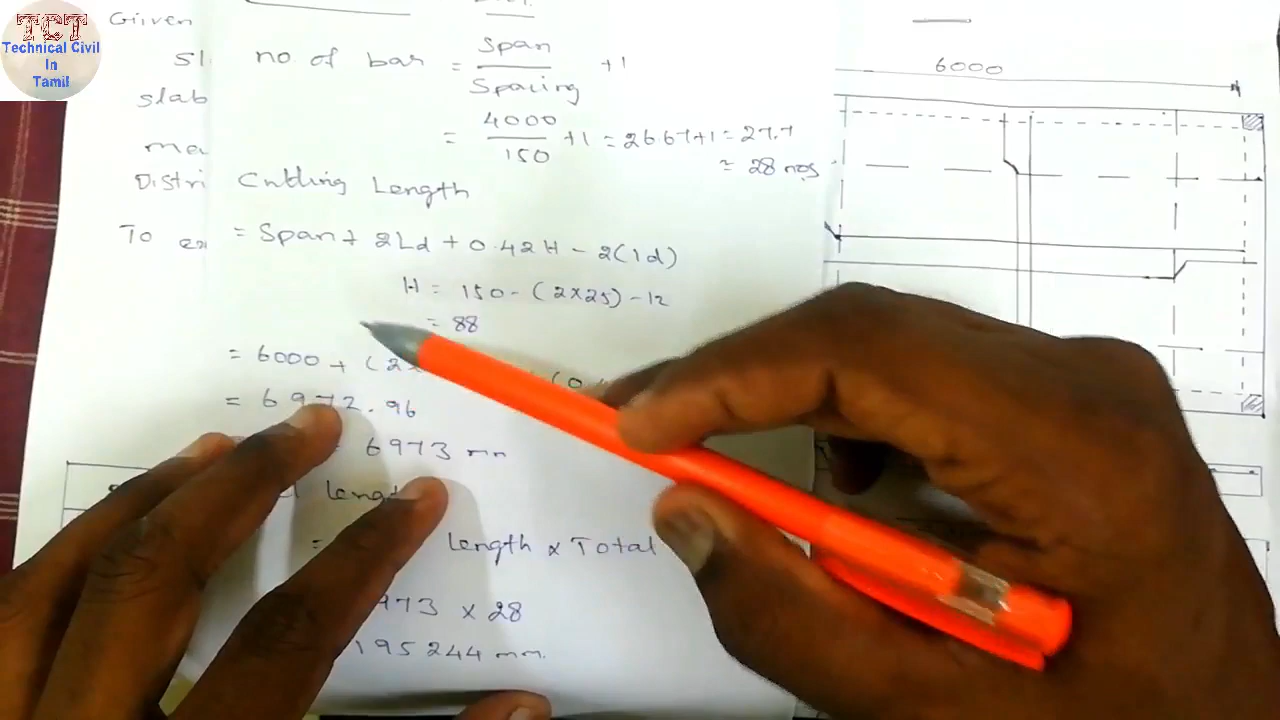 TCT
Technical Civil
In
Tamil
Given
no. of bar = Span / Spacing +1
slab
= 4000 / 150 +1 = 26.67+1 = 27.7
≈ 28 nos
Cutting Length
= Span + 2Ld + 0.42H - 2(1d)
H = 150 - (2x25) - 12
= 88
= 6000 + (2x
= 6972.96
= 6973 mm
Length x Total
973 x 28
195244 mm.
6000